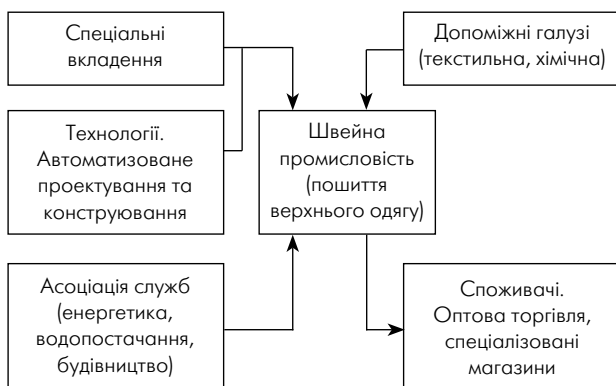 Спеціальні
вкладення
Допоміжні галузі
(текстильна, хімічна)
Технології.
Автоматизоване
проектування та
конструювання
Швейна
промисловість
(пошиття
верхнього одягу)
Асоціація служб
(енергетика,
водопостачання,
будівництво)
Споживачі.
Оптова торгівля,
спеціалізовані
магазини